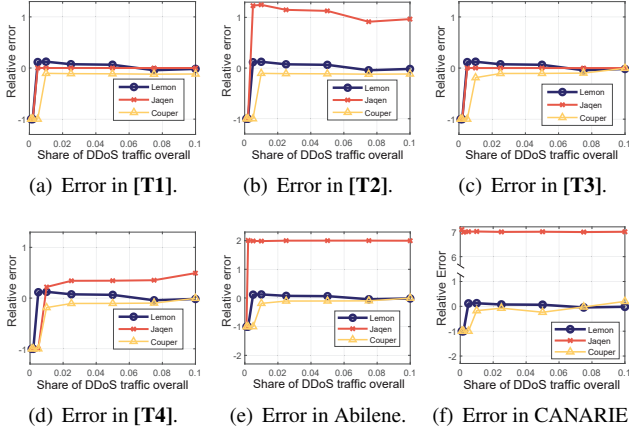 1
0
-1
Relative error
Lemon
Jaqen
Couper
0 0.02 0.04 0.06 0.08 0.1
Share of DDoS traffic overall
(a) Error in [T1].
1
0
-1
Relative error
Lemon
Jaqen
Couper
0 0.02 0.04 0.06 0.08 0.1
Share of DDoS traffic overall
(b) Error in [T2].
1
0
-1
Relative error
Lemon
Jaqen
Couper
0 0.02 0.04 0.06 0.08 0.1
Share of DDoS traffic overall
(c) Error in [T3].
1
0
-1
Relative error
Lemon
Jaqen
Couper
0 0.02 0.04 0.06 0.08 0.1
Share of DDoS traffic overall
(d) Error in [T4].
2
1
0
-1
-2
Relative error
Lemon
Jaqen
Couper
0 0.02 0.04 0.06 0.08 0.1
Share of DDoS traffic overall
(e) Error in Abilene.
7
6
1
0
-1
-2
Relative error
Lemon
Jaqen
Couper
0 0.02 0.04 0.06 0.08 0.1
Share of DDoS traffic overall
(f) Error in CANARIE